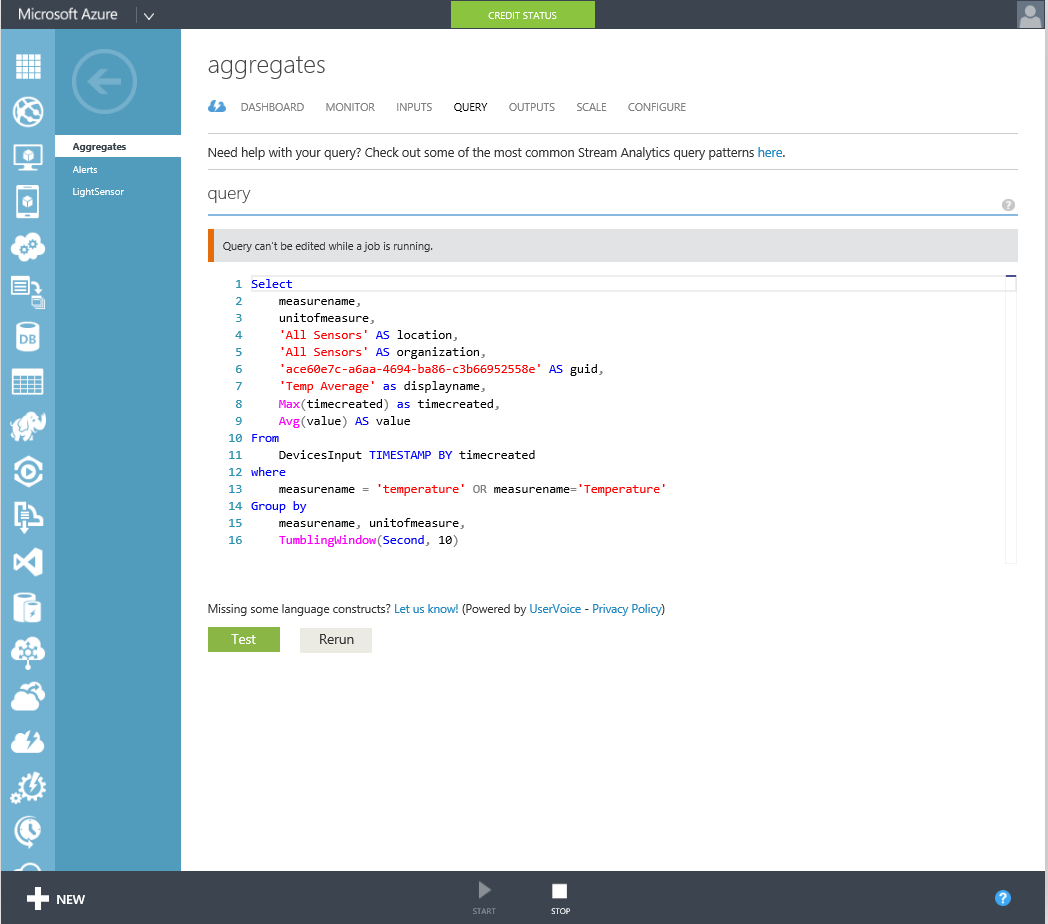 Microsoft Azure
CREDIT STATUS
Aggregates
Alerts
LightSensor
aggregates
DASHBOARD MONITOR INPUTS QUERY OUTPUTS SCALE CONFIGURE
Need help with your query? Check out some of the most common Stream Analytics query patterns here.
query
?
Query can't be edited while a job is running.
1 Select
2 measurename,
3 unitofmeasure,
4 'All Sensors' AS location,
5 'All Sensors' AS organization,
6 'ace60e7c-a6aa-4694-ba86-c3b66952558e' AS guid,
7 'Temp Average' as displayname,
8 Max(timecreated) as timecreated,
9 Avg(value) AS value
10 From
11 DevicesInput TIMESTAMP BY timecreated
12 where
13 measurename = 'temperature' OR measurename='Temperature'
14 Group by
15 measurename, unitofmeasure,
16 TumblingWindow(Second, 10)
Missing some language constructs? Let us know! (Powered by UserVoice - Privacy Policy)
Test Rerun
DB
NEW
START
STOP
?